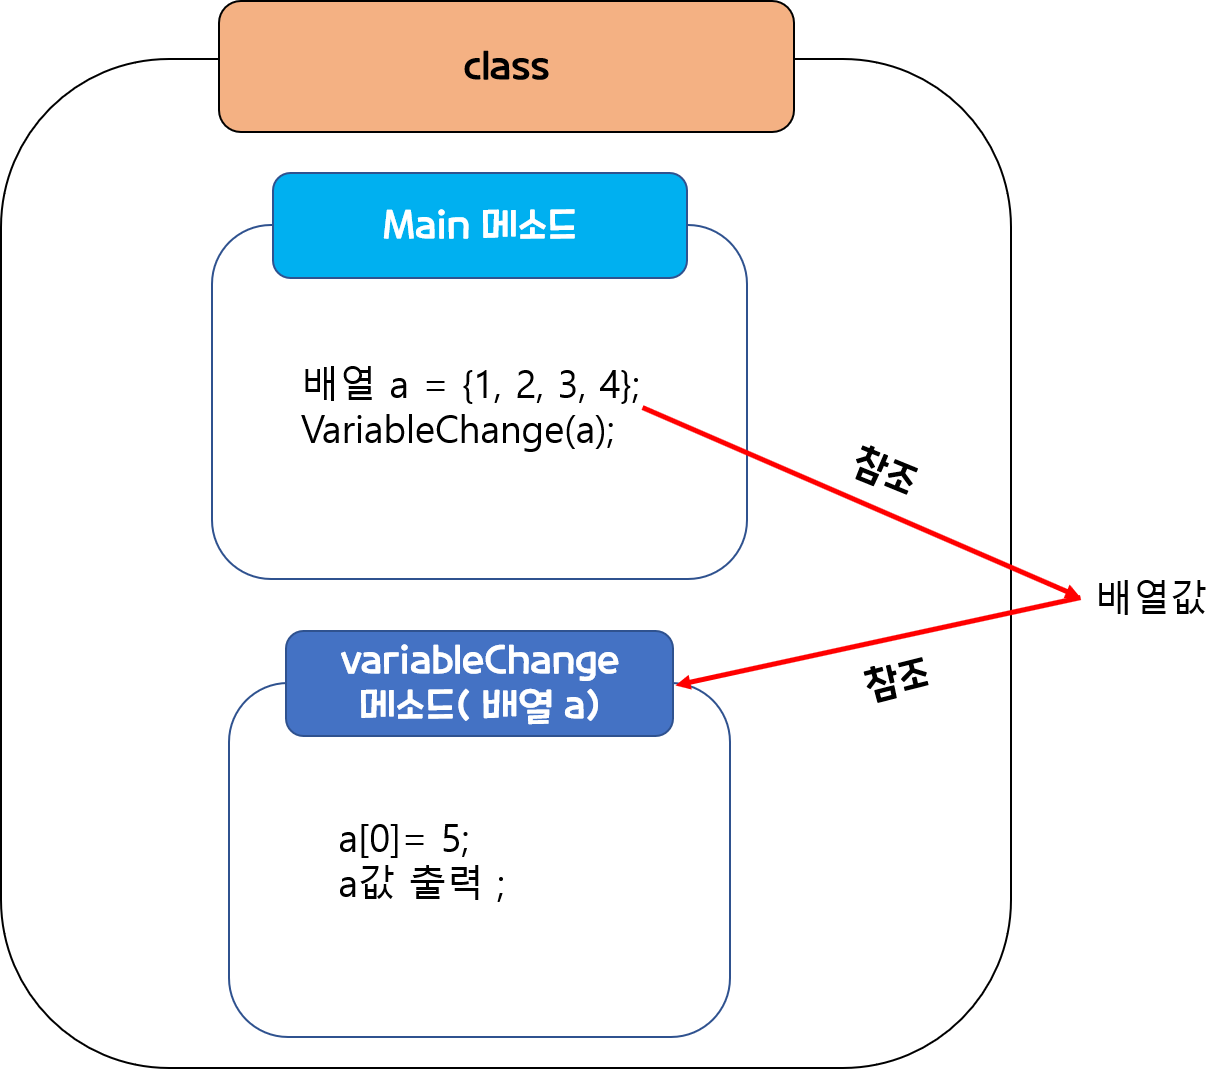 class
Main 메소드
배열 a = {1, 2, 3, 4};
VariableChange(a);
참조
배열값
variableChange
메소드( 배열 a)
참조
a[0]= 5;
a값 출력 ;